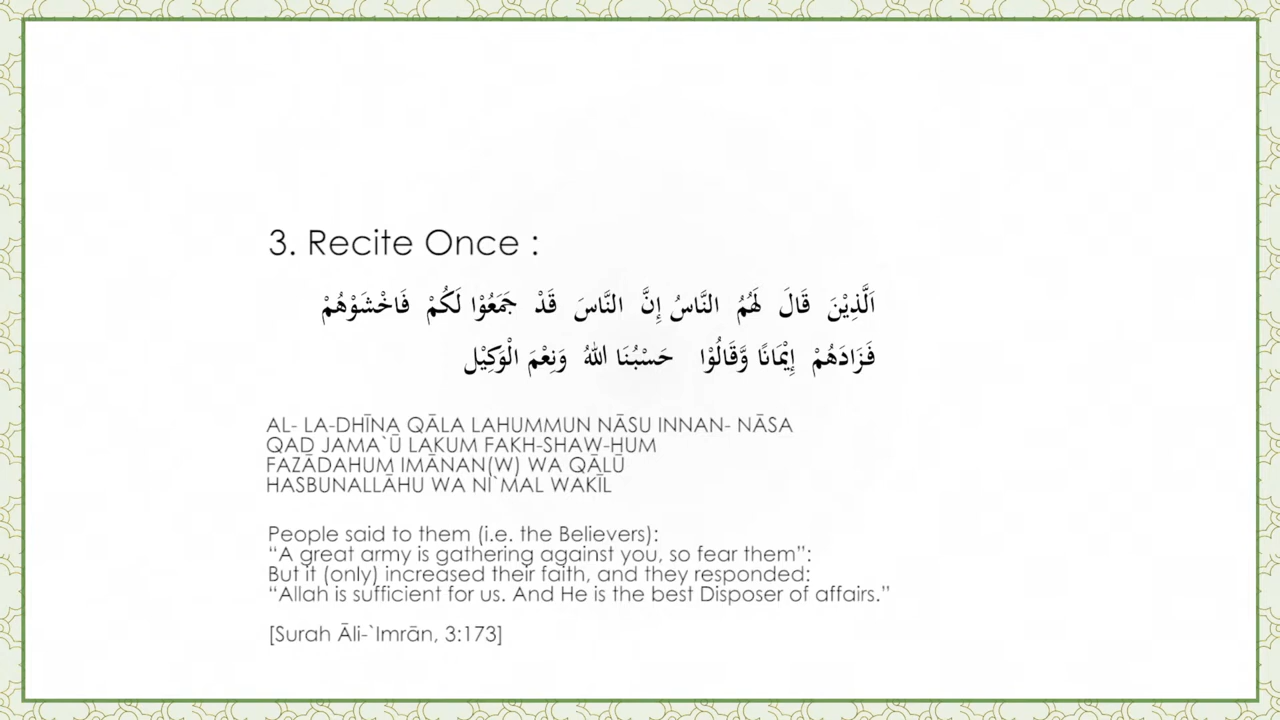 3. Recite Once :
اَلَّذِيْنَ قَالَ لَهُمُ النَّاسُ إِنَّ النَّاسَ قَدْ جَمَعُوْا لَكُمْ فَاخْشَوْهُمْ
فَزَادَهُمْ إِيْمَانًا وَّقَالُوْا حَسْبُنَا اللهُ وَنِعْمَ الْوَكِيْل
AL- LA-DHĪNA QĀLA LAHUMMUN NĀSU INNAN- NĀSA
QAD JAMA`Ū LAKUM FAKH-SHAW-HUM
FAZĀDAHUM IMĀNAN(W) WA QĀLŪ
HASBUNALLĀHU WA NI`MAL WAKĪL
People said to them (i.e. the Believers):
“A great army is gathering against you, so fear them”:
But it (only) increased their faith, and they responded:
“Allah is sufficient for us. And He is the best Disposer of affairs.”
[Surah Āli-`Imrān, 3:173]